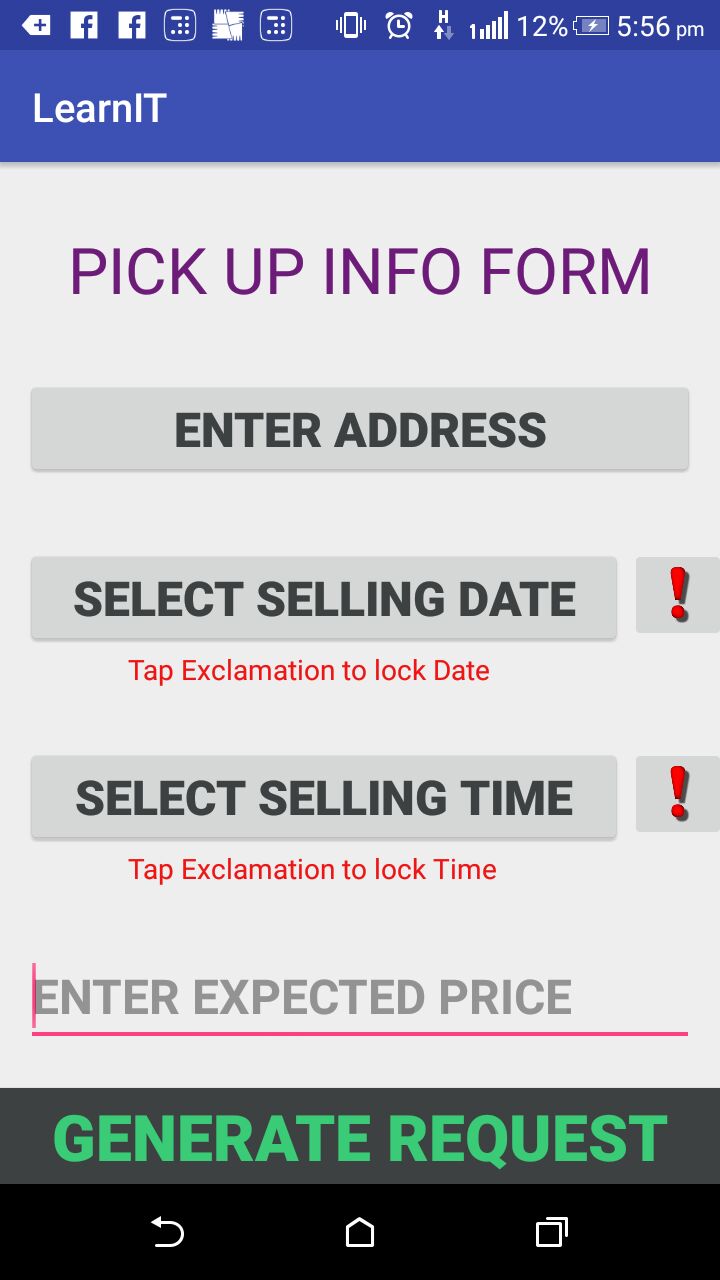 H 12% 5:56 pm
LearnIT
PICK UP INFO FORM
ENTER ADDRESS
SELECT SELLING DATE
Tap Exclamation to lock Date
SELECT SELLING TIME
Tap Exclamation to lock Time
ENTER EXPECTED PRICE
GENERATE REQUEST